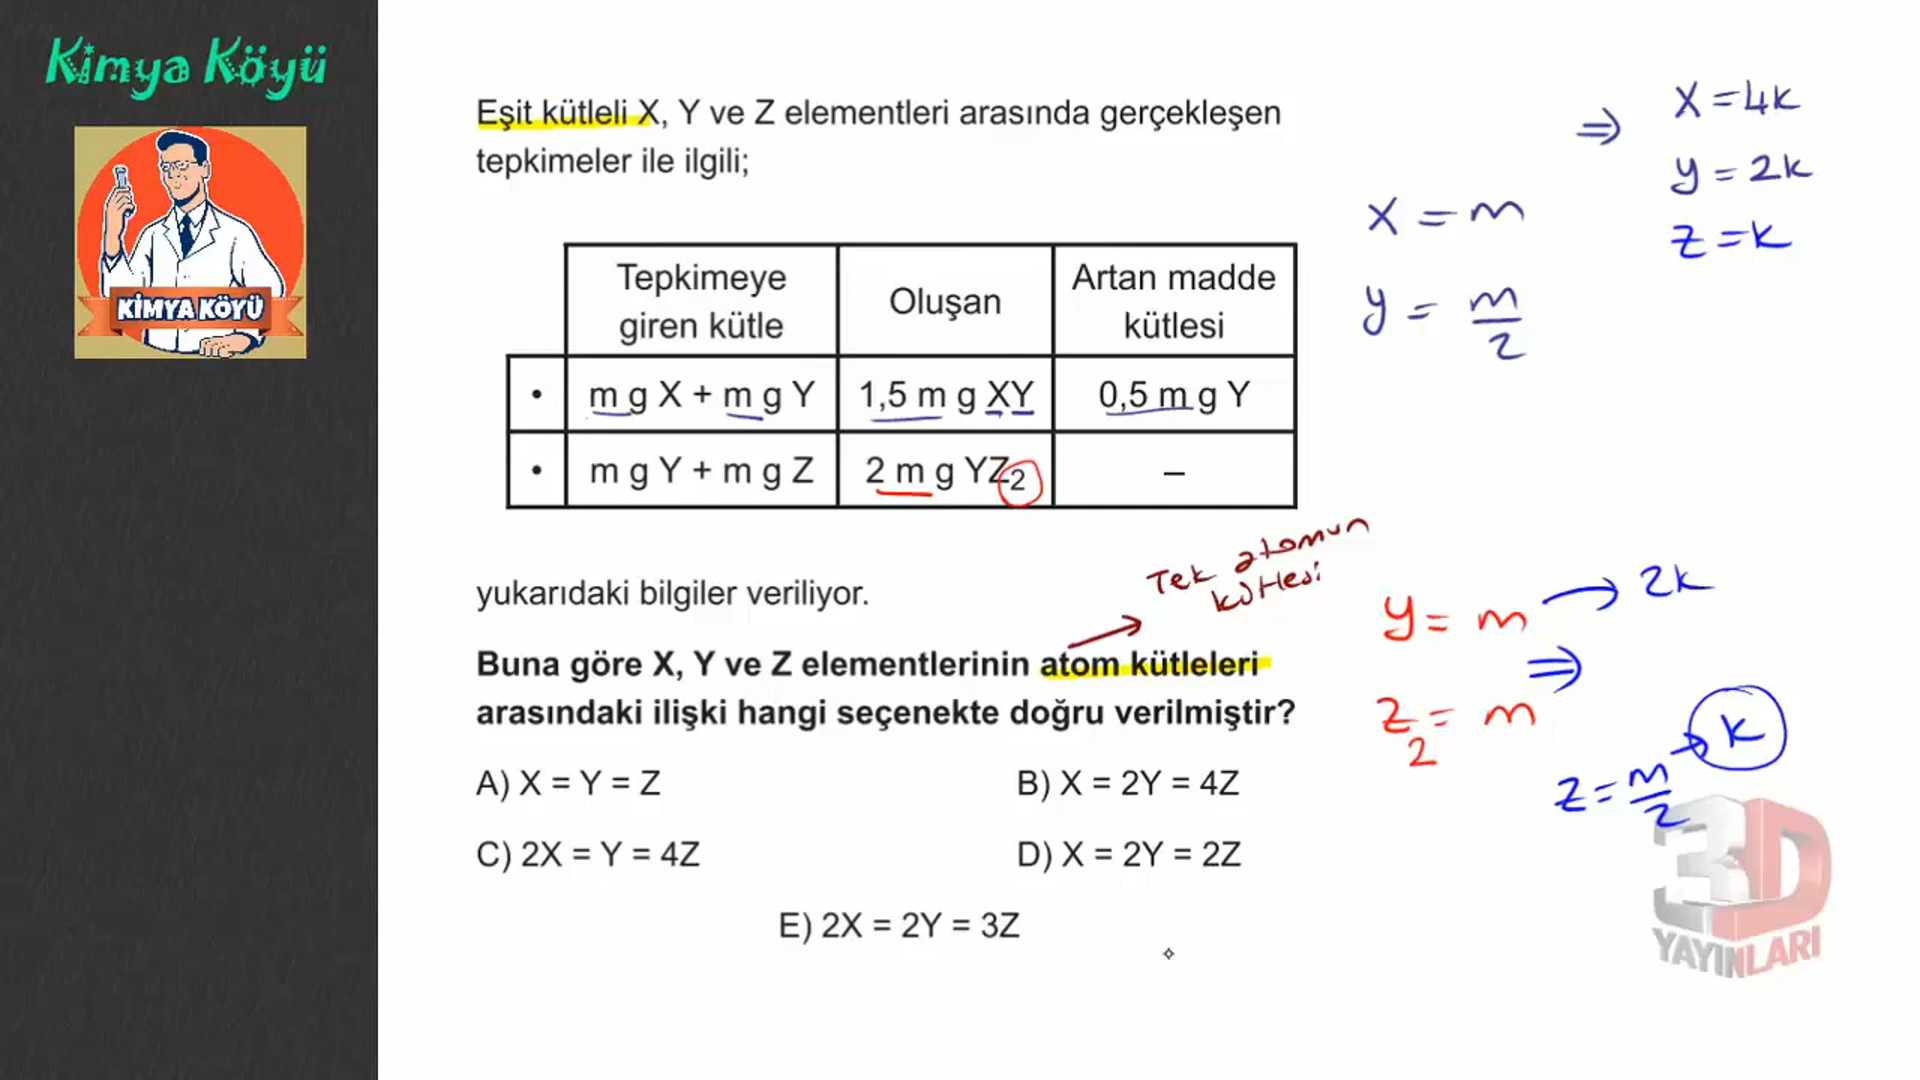 Kimya Köyü
KİMYA KÖYÜ
Eşit kütleli X, Y ve Z elementleri arasında gerçekleşen
tepkimeler ile ilgili;
Tepkimeye giren kütle | Oluşan | Artan madde kütlesi
• m g X + m g Y | 1,5 m g XY | 0,5 m g Y
• m g Y + m g Z | 2 m g YZ₂ | –
yukarıdaki bilgiler veriliyor.
Buna göre X, Y ve Z elementlerinin atom kütleleri
arasındaki ilişki hangi seçenekte doğru verilmiştir?
A) X = Y = Z
B) X = 2Y = 4Z
C) 2X = Y = 4Z
D) X = 2Y = 2Z
E) 2X = 2Y = 3Z
Tek atomun
kütlesi
X = m
y = m/2
⇒ X = 4k
y = 2k
z = k
y = m → 2k
z₂ = m ⇒
z = m/2 → k
3D
YAYINLARI